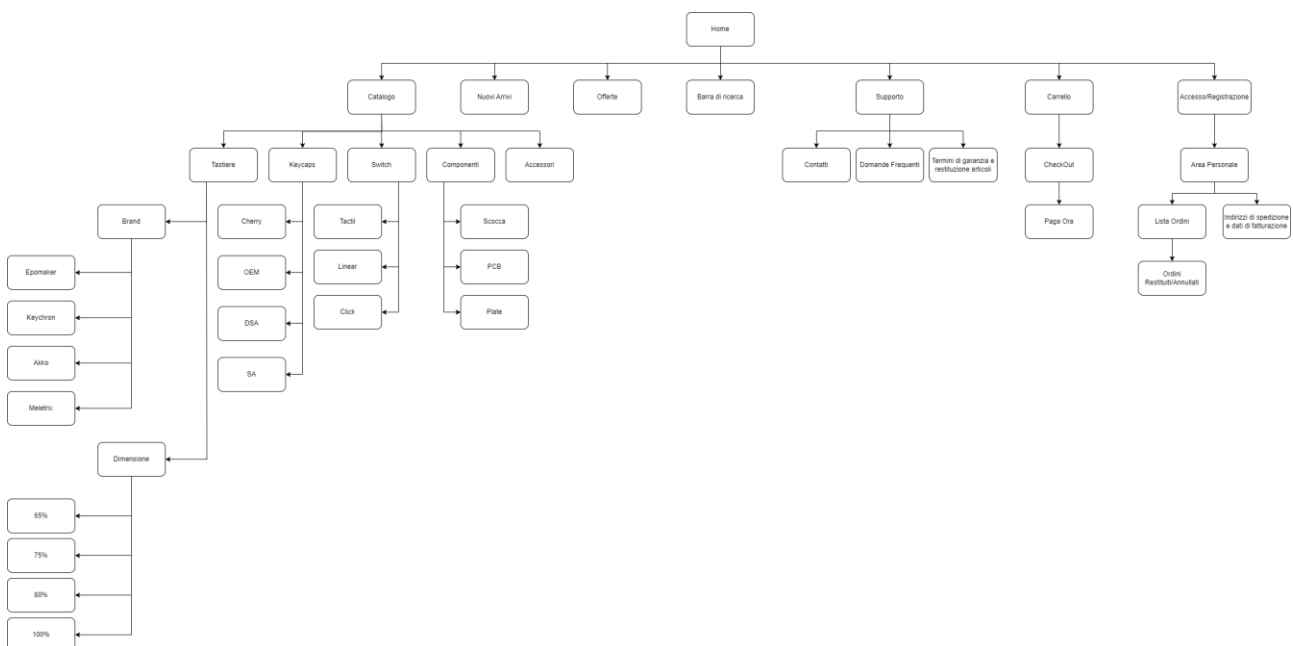 Home
Catalogo
Nuovi Arrivi
Offerte
Barra di ricerca
Supporto
Carrello
Accesso/Registrazione
Tastiere
Keycaps
Switch
Componenti
Accessori
Contatti
Domande Frequenti
Termini di garanzia e
restituzione articoli
CheckOut
Area Personale
Brand
Cherry
Tactil
Scocca
Paga Ora
Lista Ordini
Indirizzi di spedizione
e dati di fatturazione
Epomaker
OEM
Linear
PCB
Ordini
Restituiti/Annullati
Keychron
DSA
Click
Plate
Akko
SA
Meletrix
Dimensione
65%
75%
80%
100%